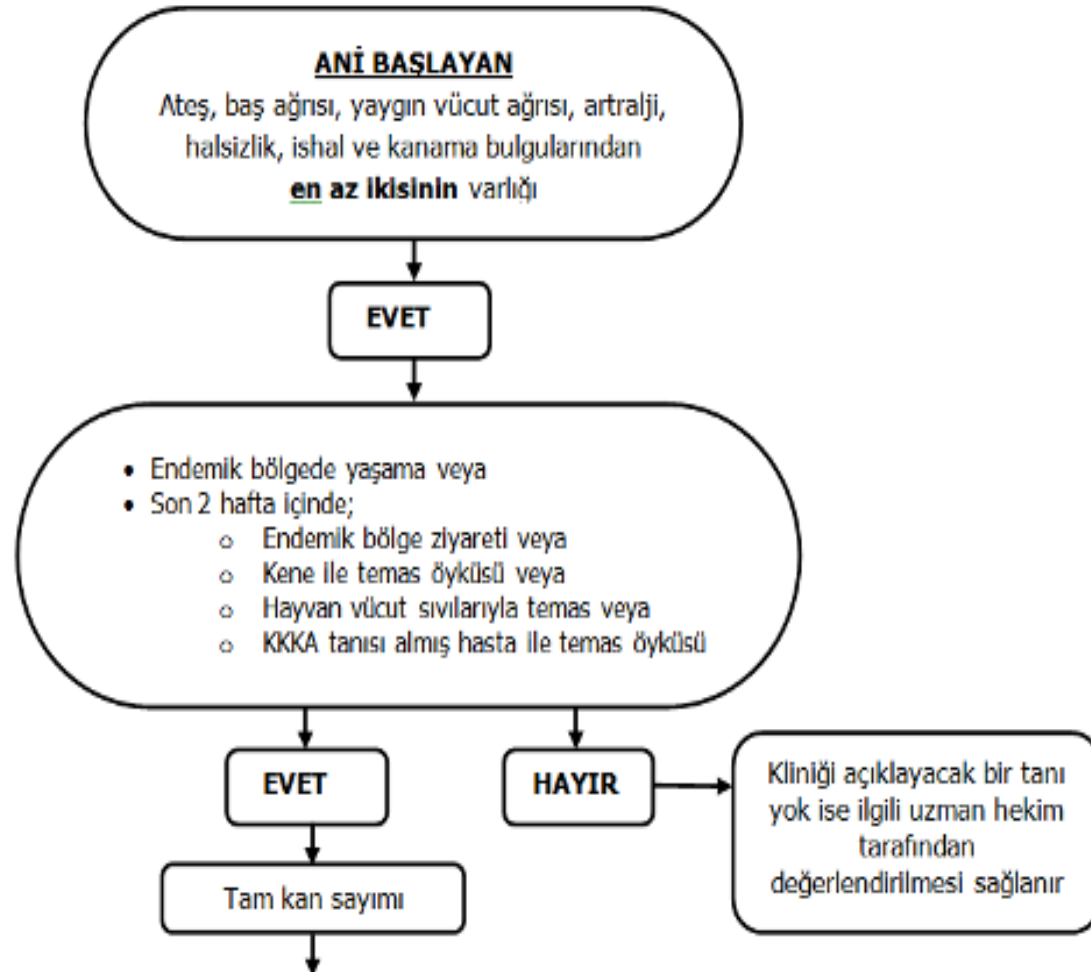 ANİ BAŞLAYAN
Ateş, baş ağrısı, yaygın vücut ağrısı, artralji,
halsizlik, ishal ve kanama bulgularından
en az ikisinin varlığı
EVET
• Endemik bölgede yaşama veya
• Son 2 hafta içinde;
o Endemik bölge ziyareti veya
o Kene ile temas öyküsü veya
o Hayvan vücut sıvılarıyla temas veya
o KKKA tanısı almış hasta ile temas öyküsü
EVET
HAYIR
Kliniği açıklayacak bir tanı
yok ise ilgili uzman hekim
tarafından
değerlendirilmesi sağlanır
Tam kan sayımı